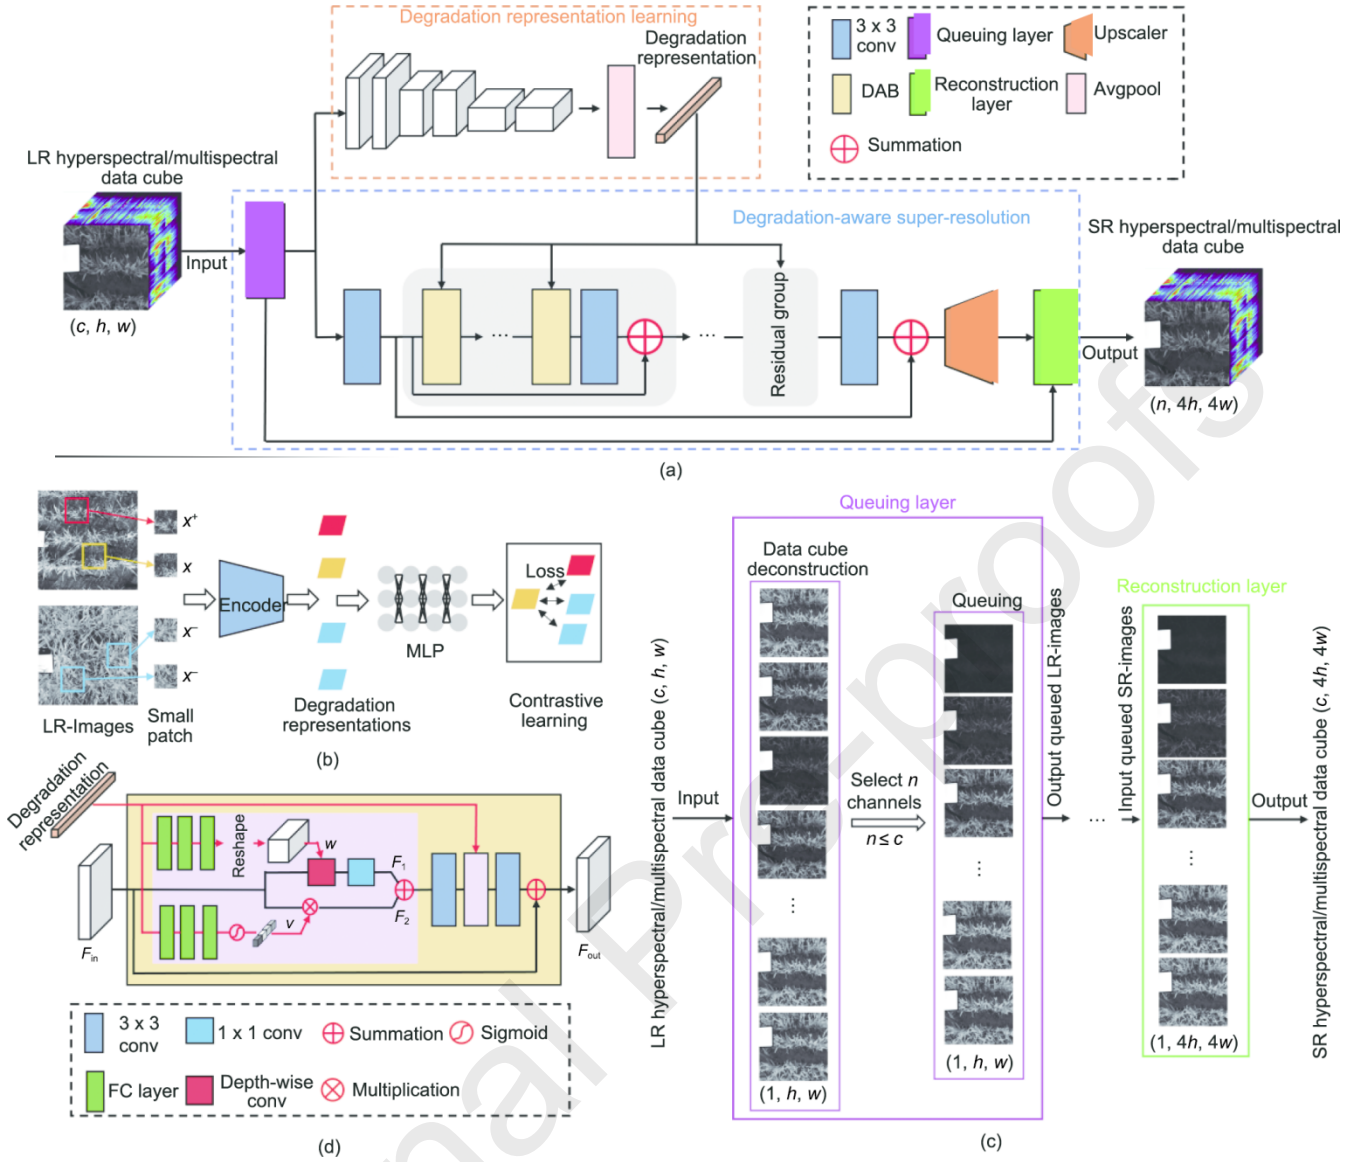 Degradation representation learning
Degradation
representation
3 x 3
conv
Queuing layer
Upscaler
DAB
Reconstruction
layer
Avgpool
Summation
LR hyperspectral/multispectral
data cube
Input
(c, h, w)
Degradation-aware super-resolution
Residual group
SR hyperspectral/multispectral
data cube
Output
(n, 4h, 4w)
(a)
x⁺
x
x⁻
x⁻
LR-Images
Small
patch
Encoder
Degradation
representations
MLP
Loss
Contrastive
learning
(b)
Degradation
representation
Reshape
w
F₁
F₂
v
F_in
F_out
3 x 3
conv
1 x 1 conv
Summation
Sigmoid
FC layer
Depth-wise
conv
Multiplication
(d)
Queuing layer
LR hyperspectral/multispectral data cube (c, h, w)
Input
Data cube
deconstruction
...
(1, h, w)
Select n
channels
n ≤ c
Queuing
...
(1, h, w)
Output queued LR-images
...
Input queued SR-images
Reconstruction layer
...
(1, 4h, 4w)
Output
SR hyperspectral/multispectral data cube (c, 4h, 4w)
(c)
nal Pre-proofs